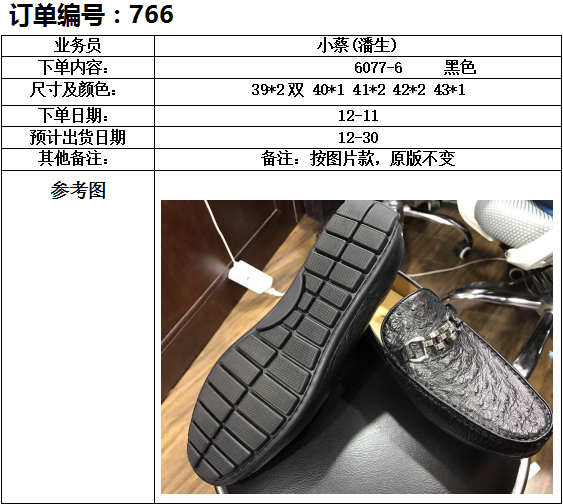 订单编号：766
业务员 小蔡(潘生)
下单内容： 6077-6 黑色
尺寸及颜色： 39*2双 40*1 41*2 42*2 43*1
下单日期： 12-11
预计出货日期 12-30
其他备注： 备注：按图片款，原版不变
参考图